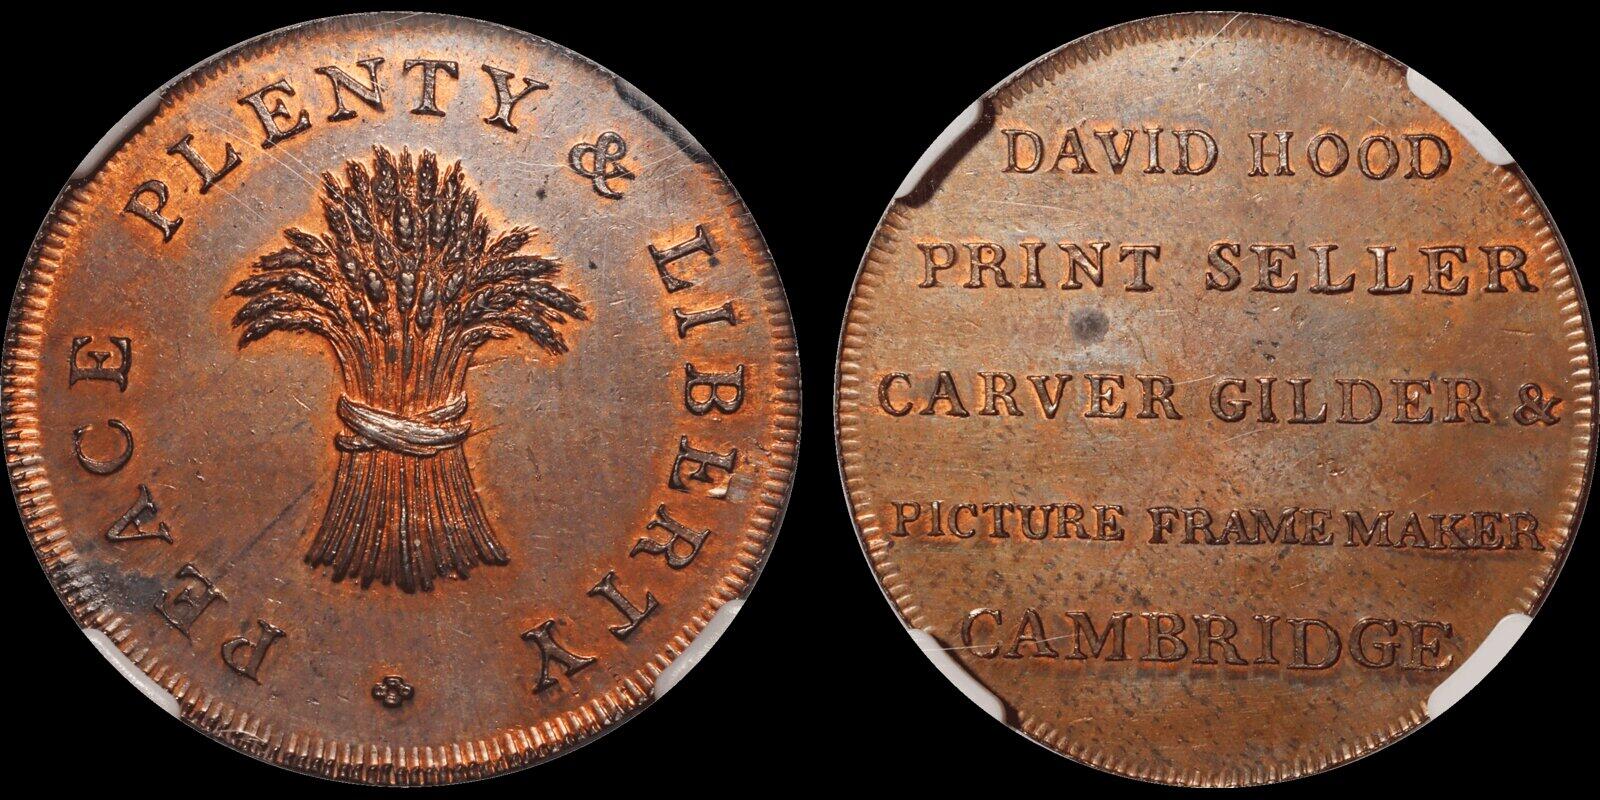 PEACE PLENTY & LIBERTY
DAVID HOOD
PRINT SELLER
CARVER GILDER &
PICTURE FRAME MAKER
CAMBRIDGE